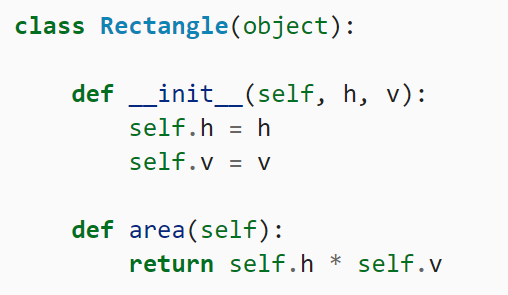 class Rectangle(object):

    def __init__(self, h, v):
        self.h = h
        self.v = v

    def area(self):
        return self.h * self.v